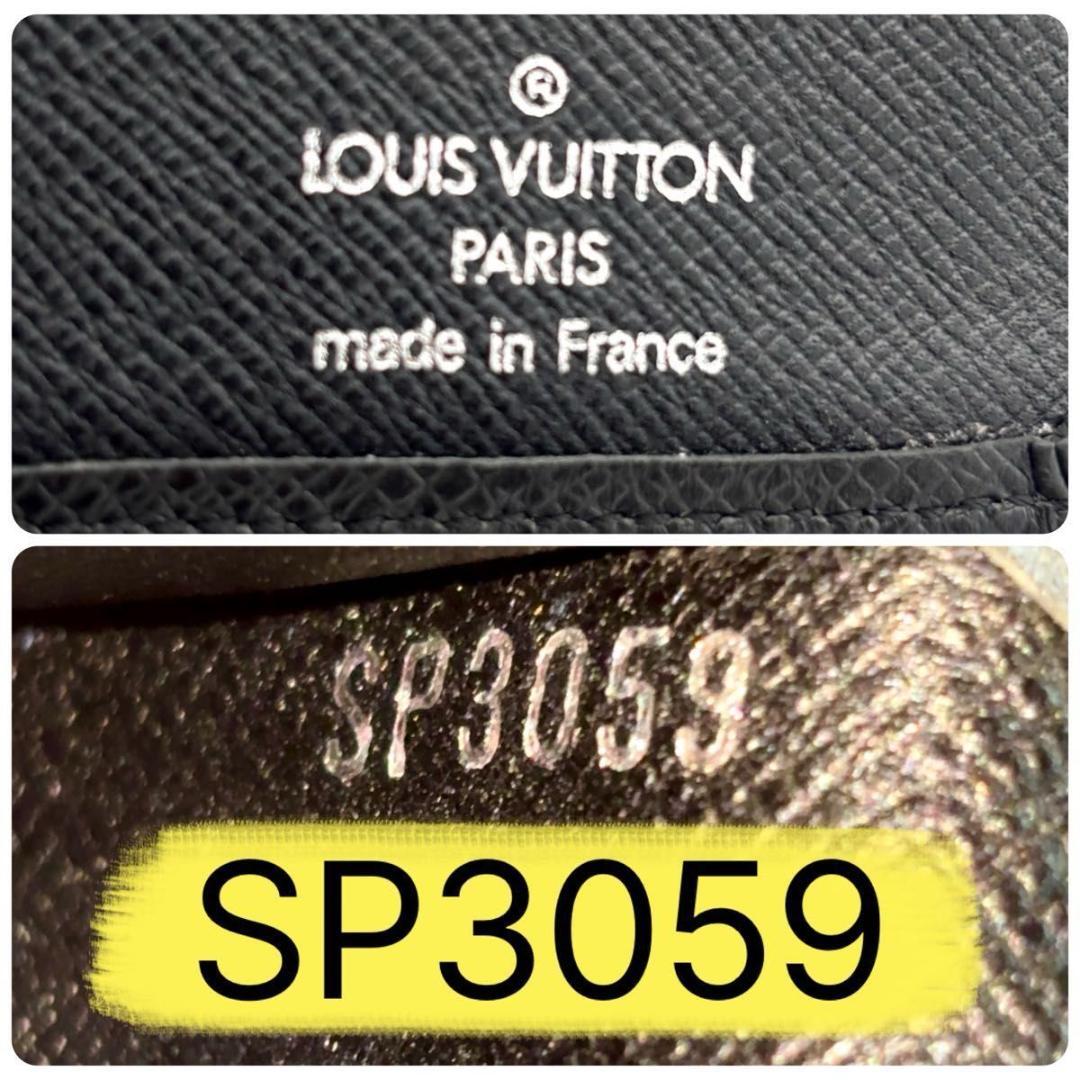 ®
LOUIS VUITTON
PARIS
made in France
SP3059
SP3059